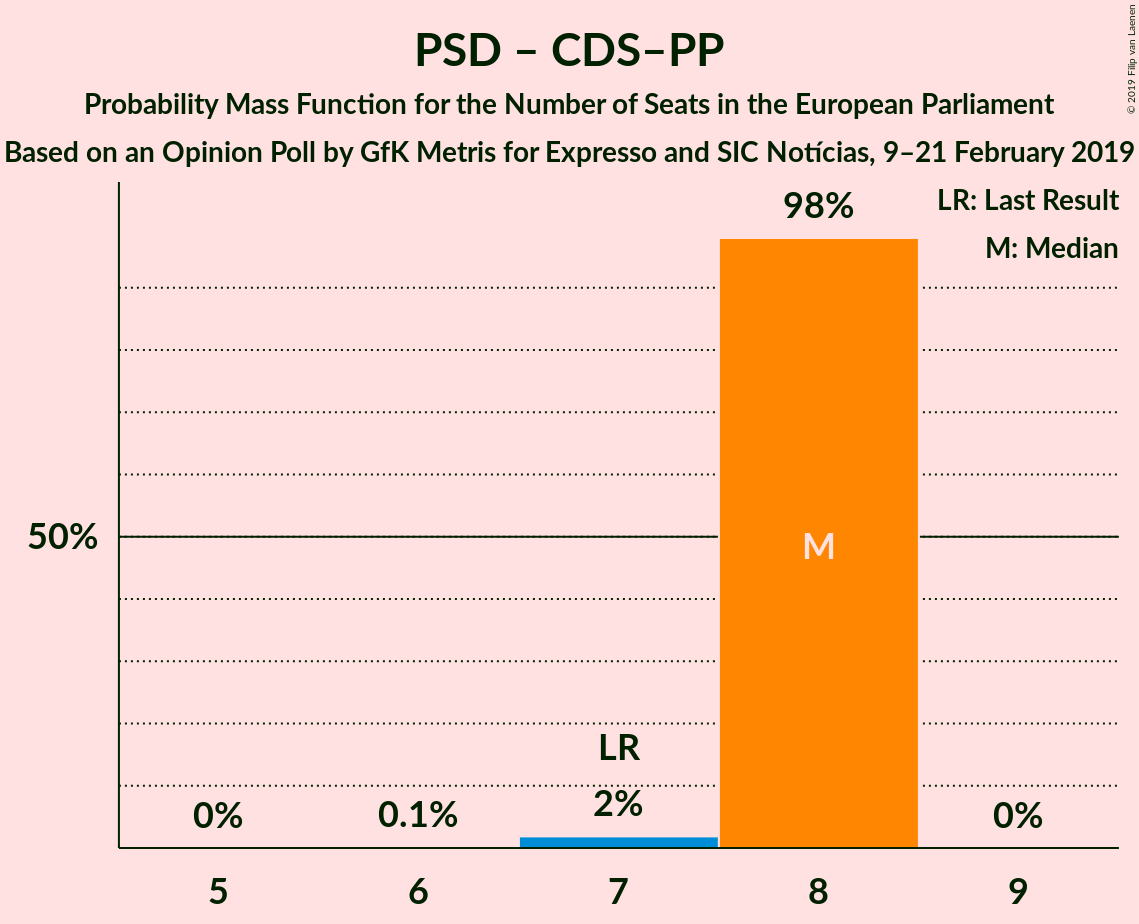 PSD – CDS–PP
Probability Mass Function for the Number of Seats in the European Parliament
Based on an Opinion Poll by GfK Metris for Expresso and SIC Notícias, 9–21 February 2019
© 2019 Filip van Laenen
LR: Last Result
M: Median
98%
50%
M
LR
0%
0.1%
2%
0%
5
6
7
8
9